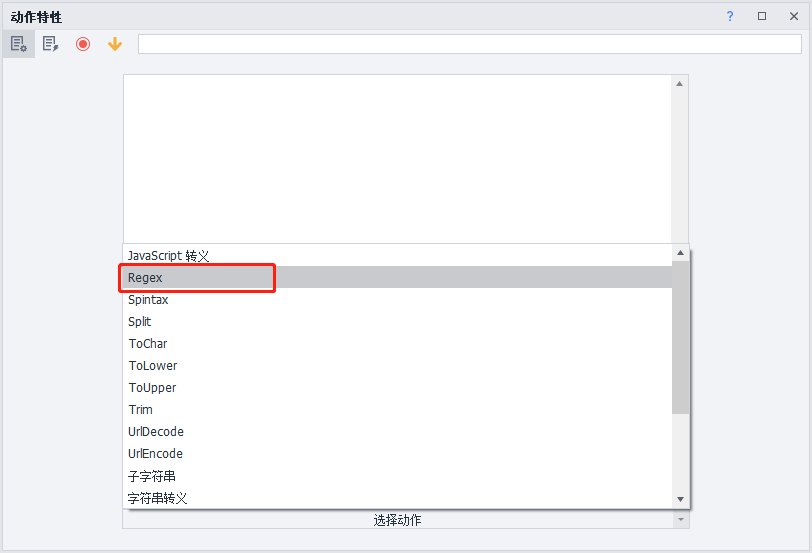 动作特性
?
JavaScript 转义
Regex
Spintax
Split
ToChar
ToLower
ToUpper
Trim
UrlDecode
UrlEncode
子字符串
字符串转义
选择动作